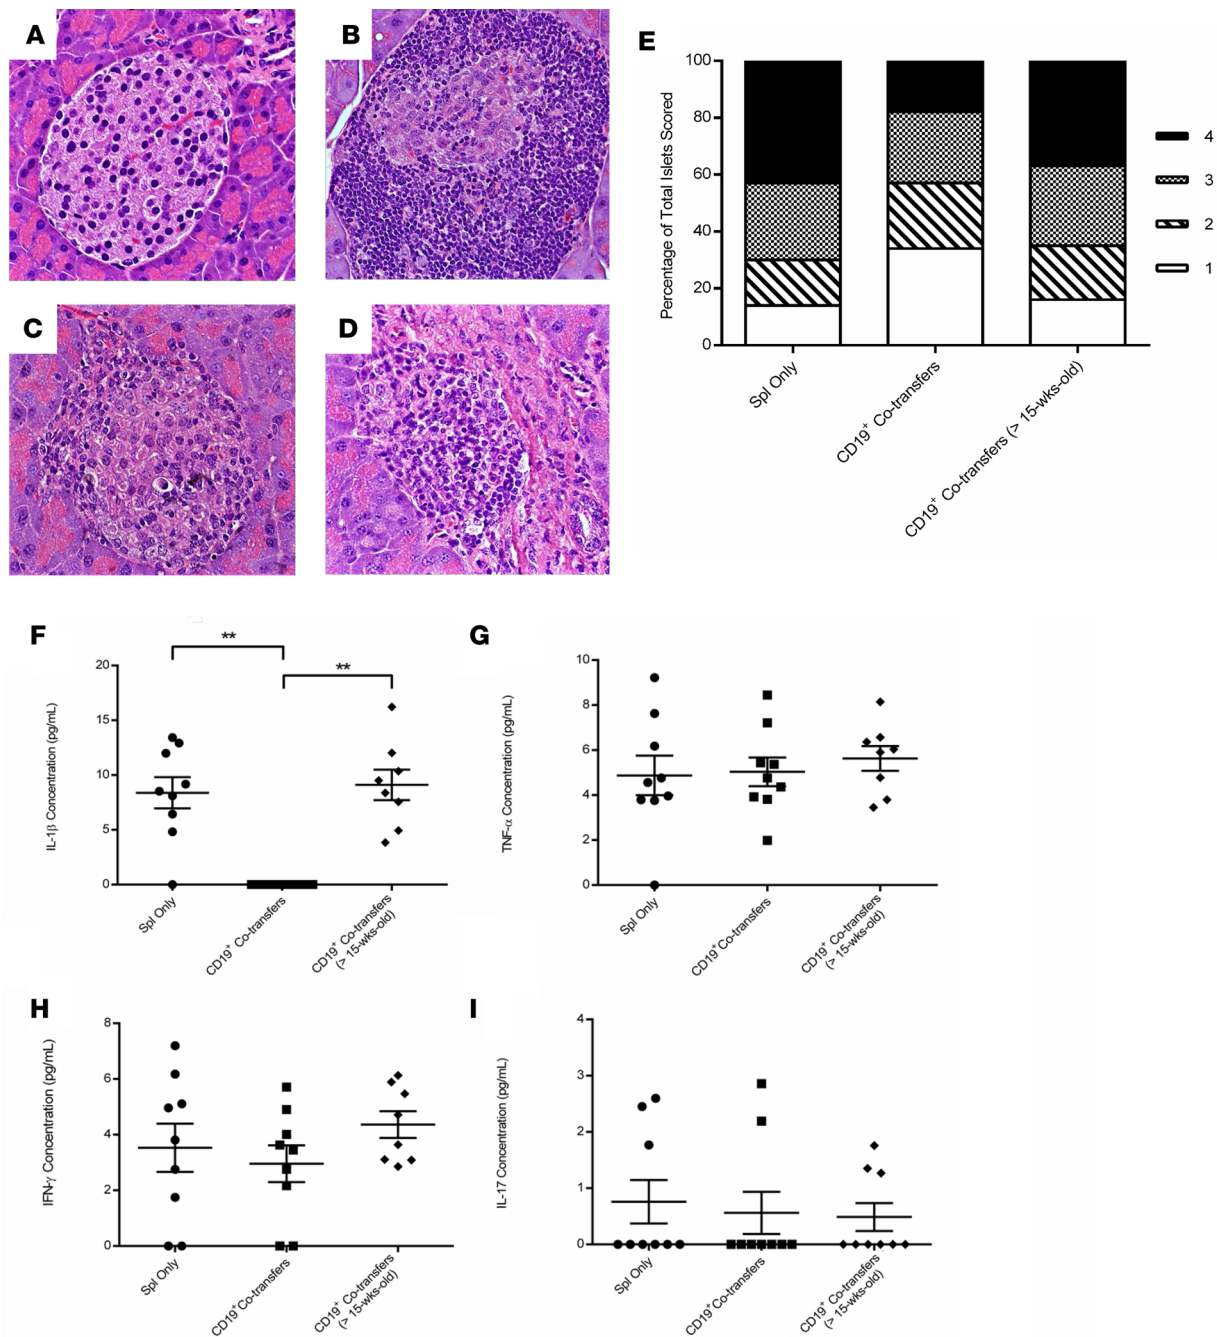 A
B
C
D
E
Percentage of Total Islets Scored
100
80
60
40
20
0
Spl Only
CD19+ Co-transfers
CD19+ Co-transfers (> 15-wks-old)
4
3
2
1
F
IL-1β Concentration (pg/mL)
20
15
10
5
0
**
**
Spl Only
CD19+ Co-transfers
CD19+ Co-transfers
(> 15-wks-old)
G
TNF-α Concentration (pg/mL)
10
8
6
4
2
0
Spl Only
CD19+Co-transfers
CD19+ Co-transfers
(> 15-wks-old)
H
IFN-γ Concentration (pg/mL)
8
6
4
2
0
Spl Only
CD19+Co-transfers
CD19+ Co-transfers
(> 15-wks-old)
I
IL-17 Concentration (pg/mL)
4
3
2
1
0
Spl Only
CD19+ Co-transfers
CD19+ Co-transfers
(> 15-wks-old)